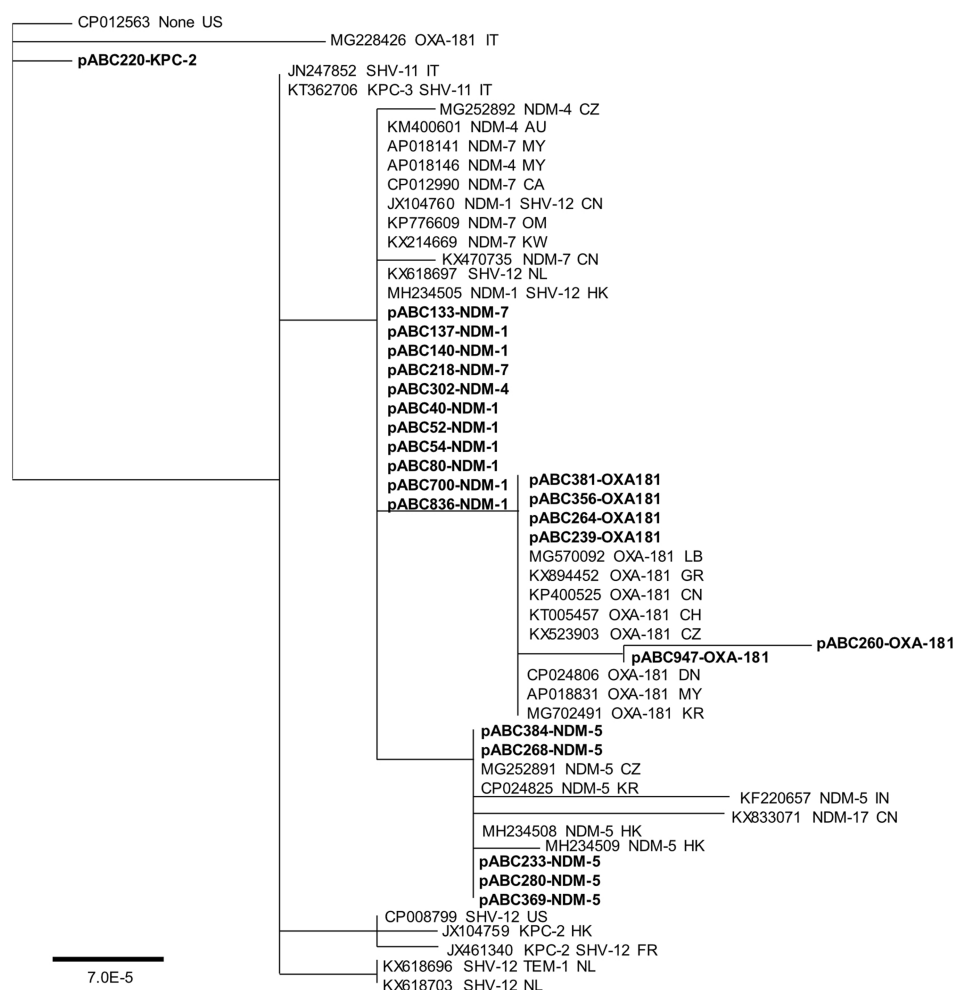 CP012563 None US
MG228426 OXA-181 IT
pABC220-KPC-2
JN247852 SHV-11 IT
KT362706 KPC-3 SHV-11 IT
MG252892 NDM-4 CZ
KM400601 NDM-4 AU
AP018141 NDM-7 MY
AP018146 NDM-4 MY
CP012990 NDM-7 CA
JX104760 NDM-1 SHV-12 CN
KP776609 NDM-7 OM
KX214669 NDM-7 KW
KX470735 NDM-7 CN
KX618697 SHV-12 NL
MH234505 NDM-1 SHV-12 HK
pABC133-NDM-7
pABC137-NDM-1
pABC140-NDM-1
pABC218-NDM-7
pABC302-NDM-4
pABC40-NDM-1
pABC52-NDM-1
pABC54-NDM-1
pABC80-NDM-1
pABC700-NDM-1
pABC836-NDM-1
pABC381-OXA181
pABC356-OXA181
pABC264-OXA181
pABC239-OXA181
MG570092 OXA-181 LB
KX894452 OXA-181 GR
KP400525 OXA-181 CN
KT005457 OXA-181 CH
KX523903 OXA-181 CZ
pABC260-OXA-181
pABC947-OXA-181
CP024806 OXA-181 DN
AP018831 OXA-181 MY
MG702491 OXA-181 KR
pABC384-NDM-5
pABC268-NDM-5
MG252891 NDM-5 CZ
CP024825 NDM-5 KR
KF220657 NDM-5 IN
KX833071 NDM-17 CN
MH234508 NDM-5 HK
MH234509 NDM-5 HK
pABC233-NDM-5
pABC280-NDM-5
pABC369-NDM-5
CP008799 SHV-12 US
JX104759 KPC-2 HK
JX461340 KPC-2 SHV-12 FR
KX618696 SHV-12 TEM-1 NL
KX618703 SHV-12 NL
7.0E-5